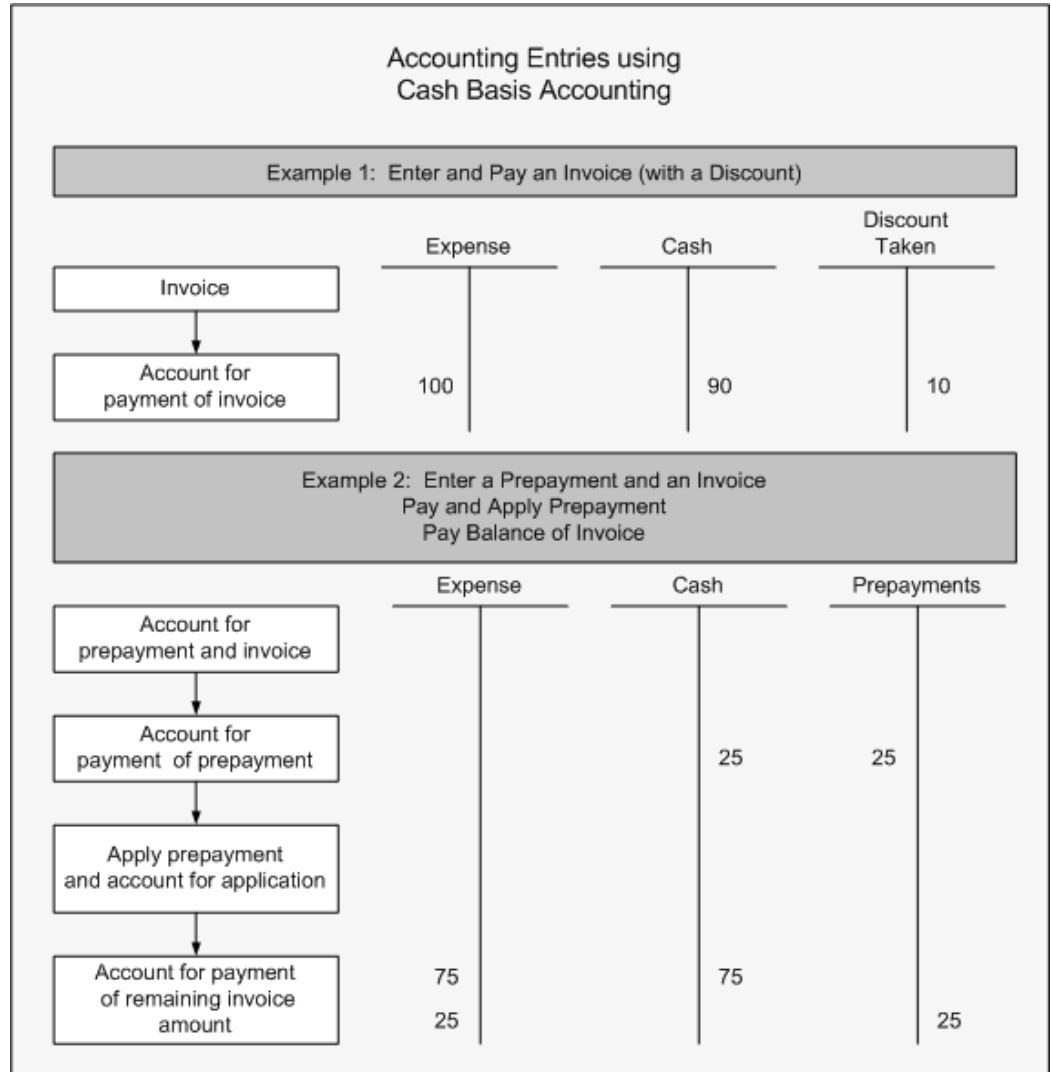 Accounting Entries using
Cash Basis Accounting
Example 1: Enter and Pay an Invoice (with a Discount)
Expense
Cash
Discount
Taken
Invoice
Account for
payment of invoice
100
90
10
Example 2: Enter a Prepayment and an Invoice
Pay and Apply Prepayment
Pay Balance of Invoice
Expense
Cash
Prepayments
Account for
prepayment and invoice
Account for
payment of prepayment
25
25
Apply prepayment
and account for application
Account for payment
of remaining invoice
amount
75
75
25
25